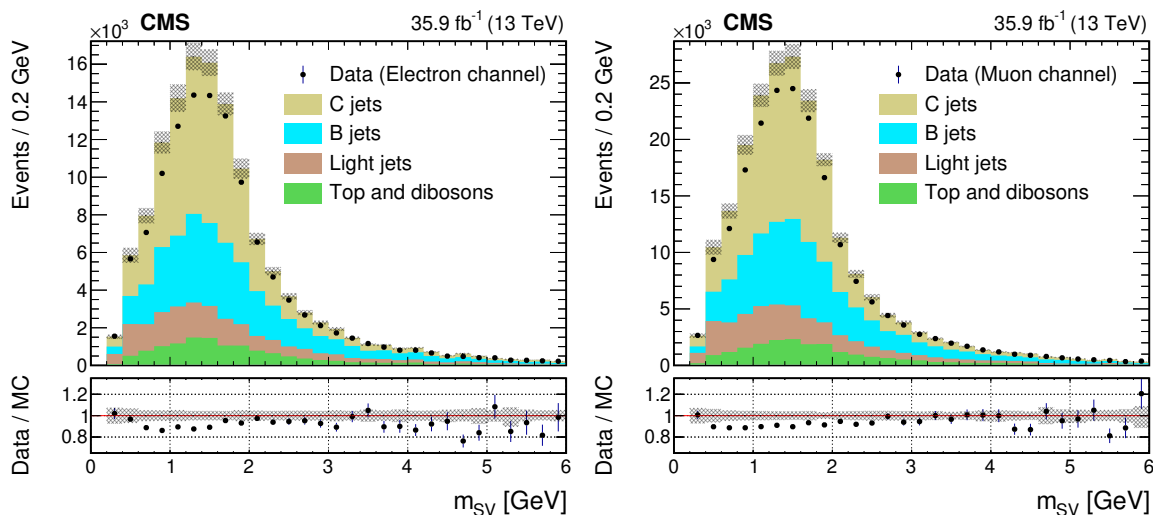 CMS
35.9 fb⁻¹ (13 TeV)
×10³
Events / 0.2 GeV
16
14
12
10
8
6
4
2
0
Data (Electron channel)
C jets
B jets
Light jets
Top and dibosons
Data / MC
1.2
1
0.8
0 1 2 3 4 5 6
m_SV [GeV]
CMS
35.9 fb⁻¹ (13 TeV)
×10³
Events / 0.2 GeV
25
20
15
10
5
0
Data (Muon channel)
C jets
B jets
Light jets
Top and dibosons
Data / MC
1.2
1
0.8
0 1 2 3 4 5 6
m_SV [GeV]